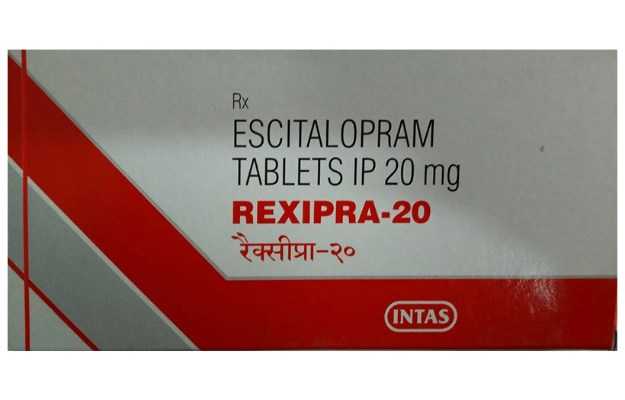 Rx
ESCITALOPRAM
TABLETS IP 20 mg
REXIPRA-20
रैक्सीप्रा-२०
INTAS